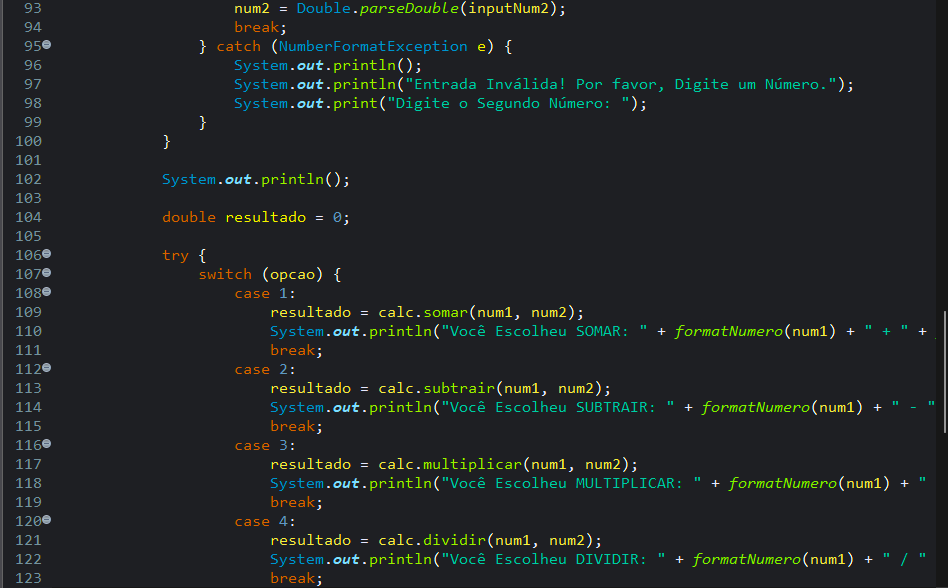 93 num2 = Double.parseDouble(inputNum2);
94 break;
95 } catch (NumberFormatException e) {
96 System.out.println();
97 System.out.println("Entrada Inválida! Por favor, Digite um Número.");
98 System.out.print("Digite o Segundo Número: ");
99 }
100 }
101
102 System.out.println();
103
104 double resultado = 0;
105
106 try {
107 switch (opcao) {
108 case 1:
109 resultado = calc.somar(num1, num2);
110 System.out.println("Você Escolheu SOMAR: " + formatNumero(num1) + " + " +
111 break;
112 case 2:
113 resultado = calc.subtrair(num1, num2);
114 System.out.println("Você Escolheu SUBTRAIR: " + formatNumero(num1) + " - "
115 break;
116 case 3:
117 resultado = calc.multiplicar(num1, num2);
118 System.out.println("Você Escolheu MULTIPLICAR: " + formatNumero(num1) + "
119 break;
120 case 4:
121 resultado = calc.dividir(num1, num2);
122 System.out.println("Você Escolheu DIVIDIR: " + formatNumero(num1) + " / "
123 break;